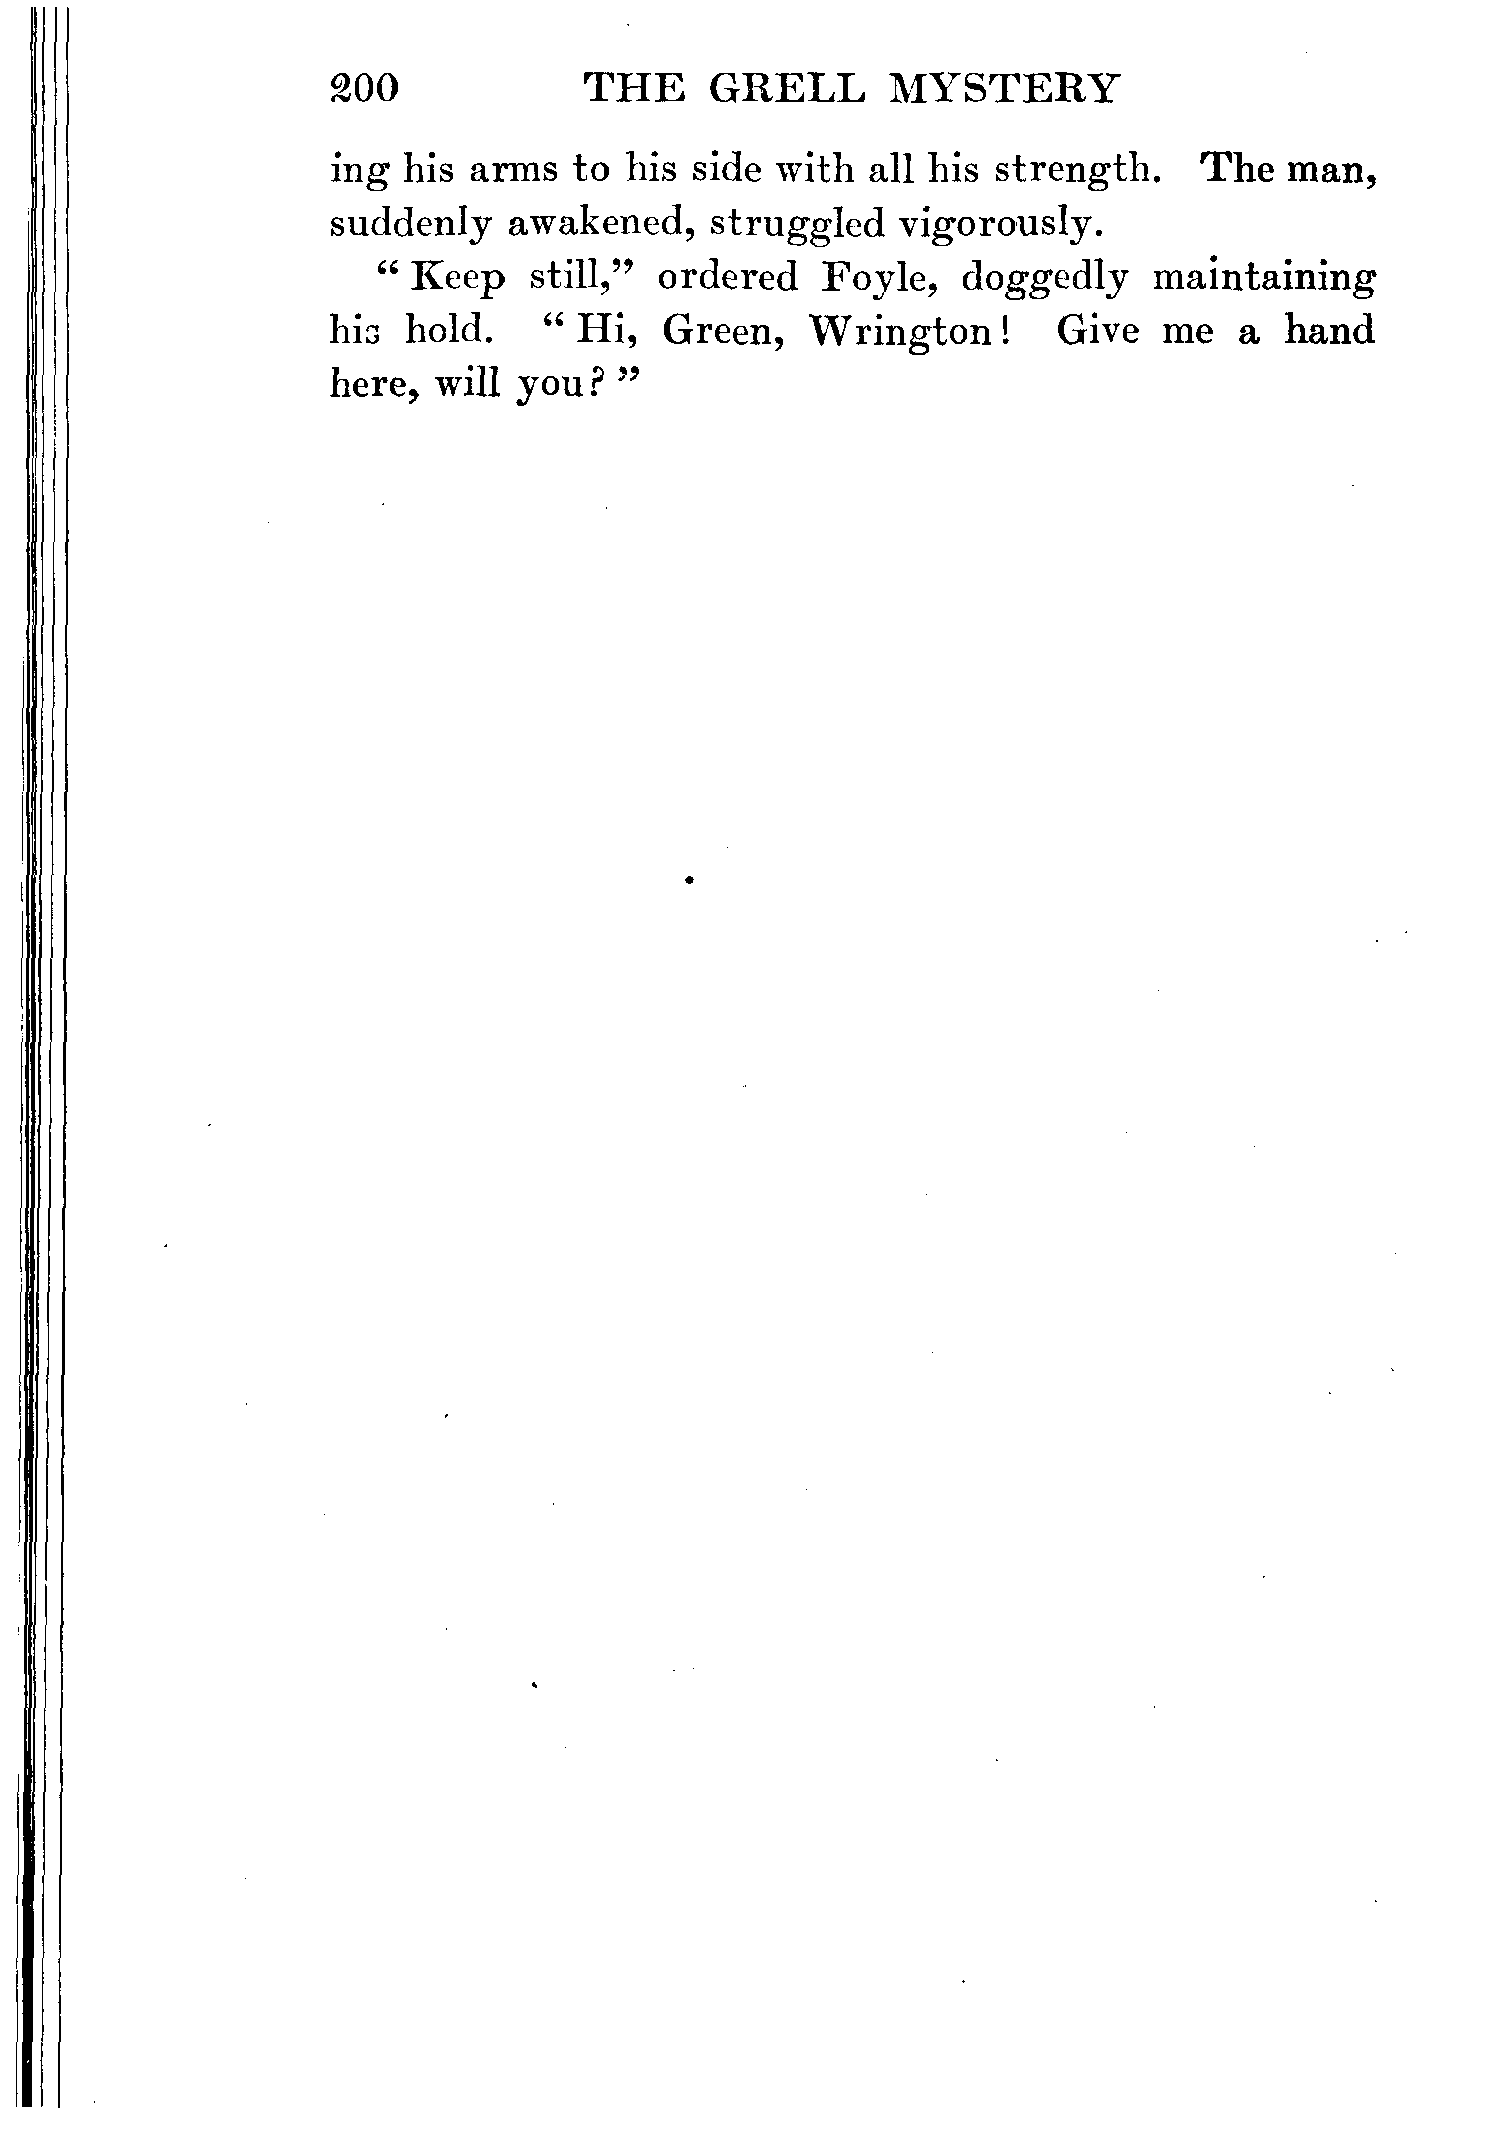 200 THE GRELL MYSTERY
ing his arms to his side with all his strength. The man,
suddenly awakened, struggled vigorously.
“ Keep still,” ordered Foyle, doggedly maintaining
his hold. “ Hi, Green, Wrington! Give me a hand
here, will you? ”